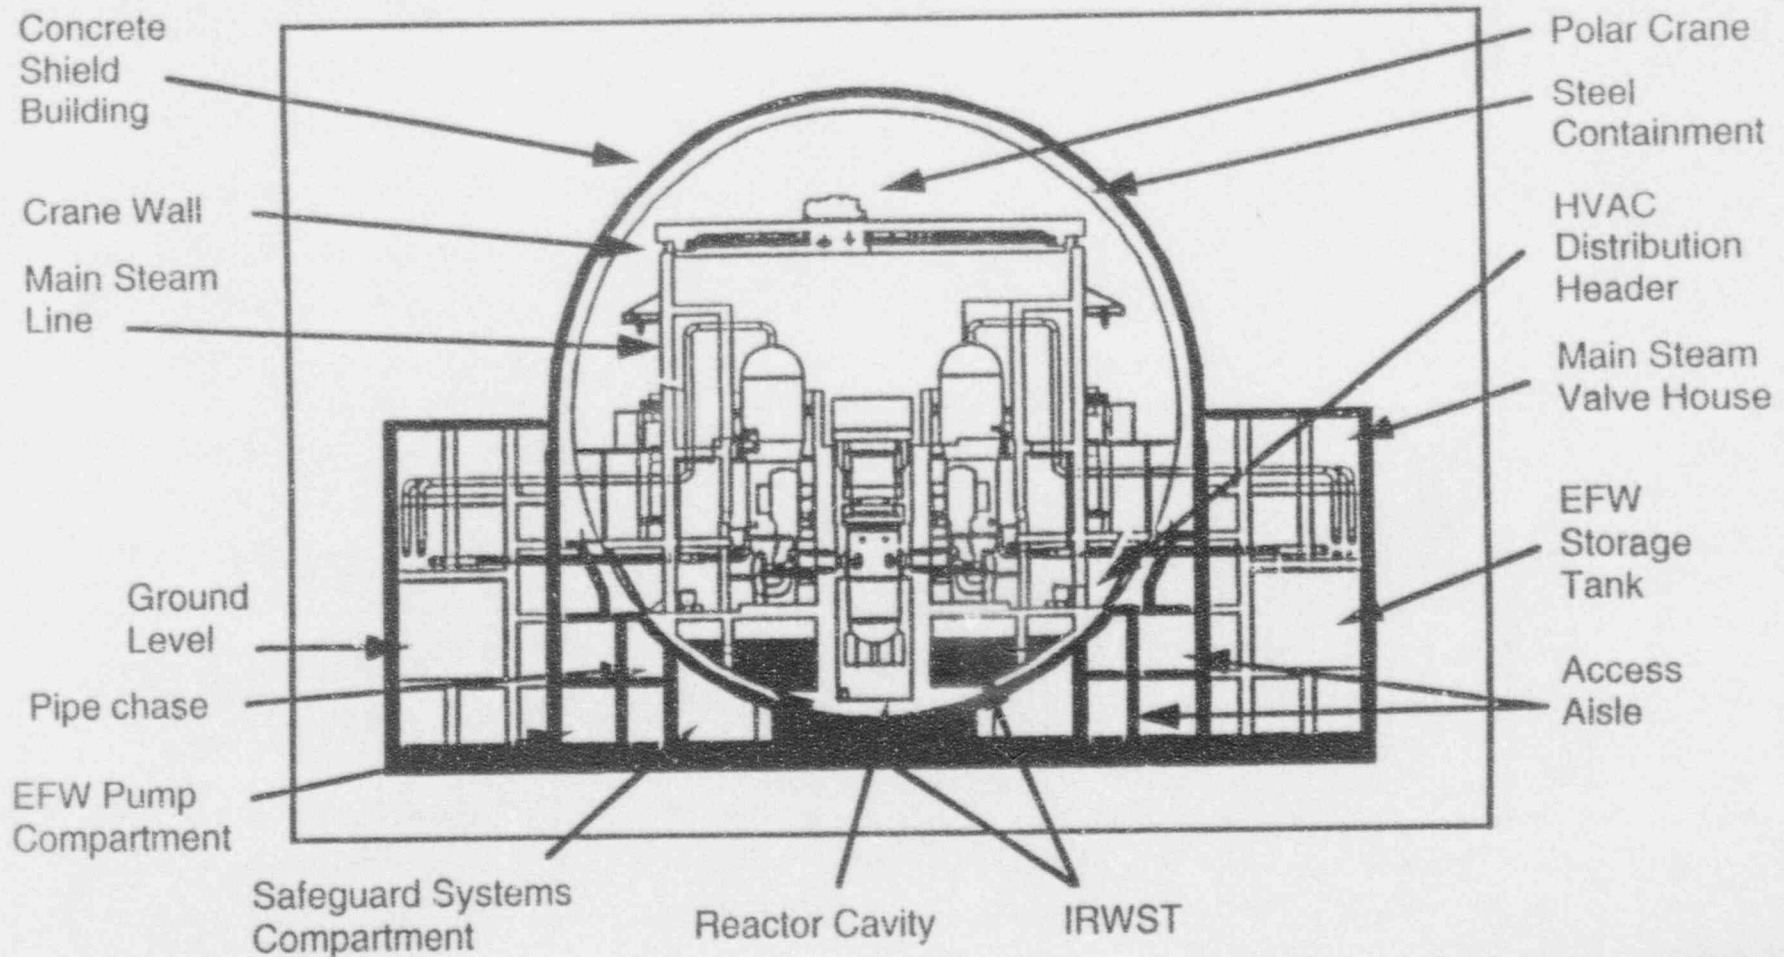 Concrete
Shield
Building
Crane Wall
Main Steam
Line
Ground
Level
Pipe chase
EFW Pump
Compartment
Safeguard Systems
Compartment
Reactor Cavity
IRWST
Polar Crane
Steel
Containment
HVAC
Distribution
Header
Main Steam
Valve House
EFW
Storage
Tank
Access
Aisle